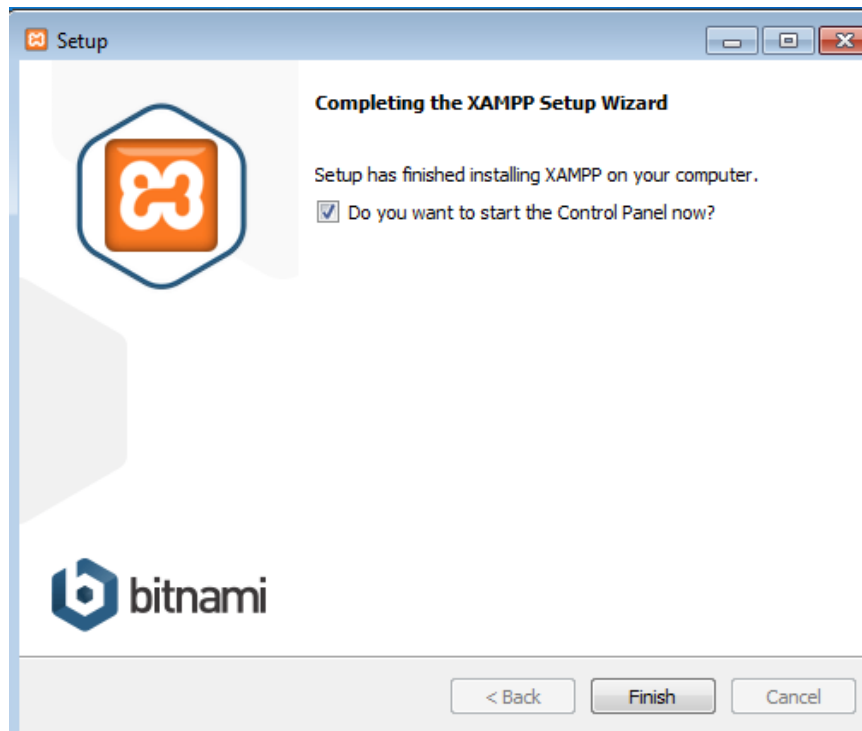 Setup
Completing the XAMPP Setup Wizard
Setup has finished installing XAMPP on your computer.
Do you want to start the Control Panel now?
bitnami
< Back
Finish
Cancel